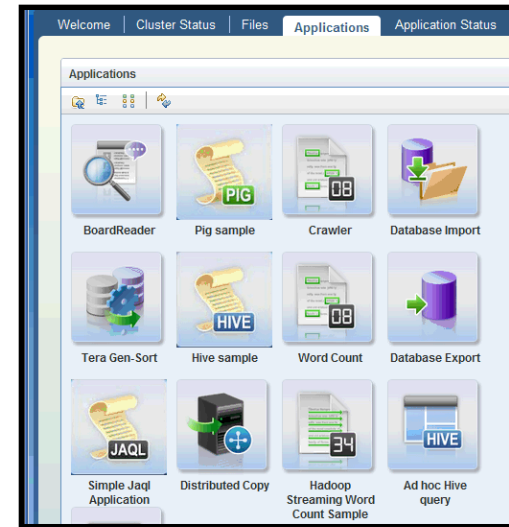 Welcome Cluster Status Files Applications Application Status
Applications
PIG 08
BoardReader Pig sample Crawler Database Import
HIVE 08
Tera Gen-Sort Hive sample Word Count Database Export
JAQL 34 HIVE
Simple Jaql Application Distributed Copy Hadoop Streaming Word Count Sample Ad hoc Hive query